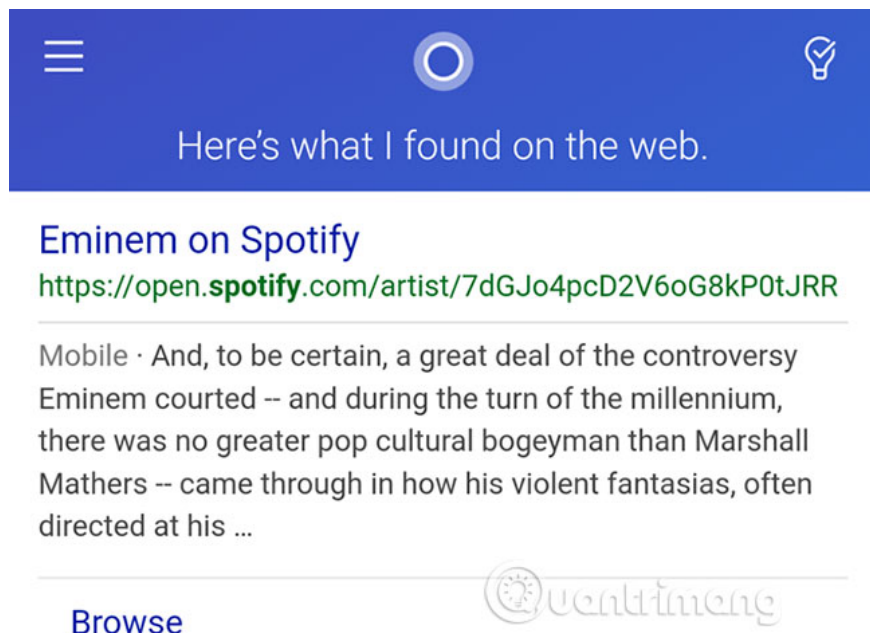 Here's what I found on the web.
Eminem on Spotify
https://open.spotify.com/artist/7dGJo4pcD2V6oG8kP0tJRR
Mobile · And, to be certain, a great deal of the controversy
Eminem courted -- and during the turn of the millennium,
there was no greater pop cultural bogeyman than Marshall
Mathers -- came through in how his violent fantasias, often
directed at his ...
Quantrimang
Browse